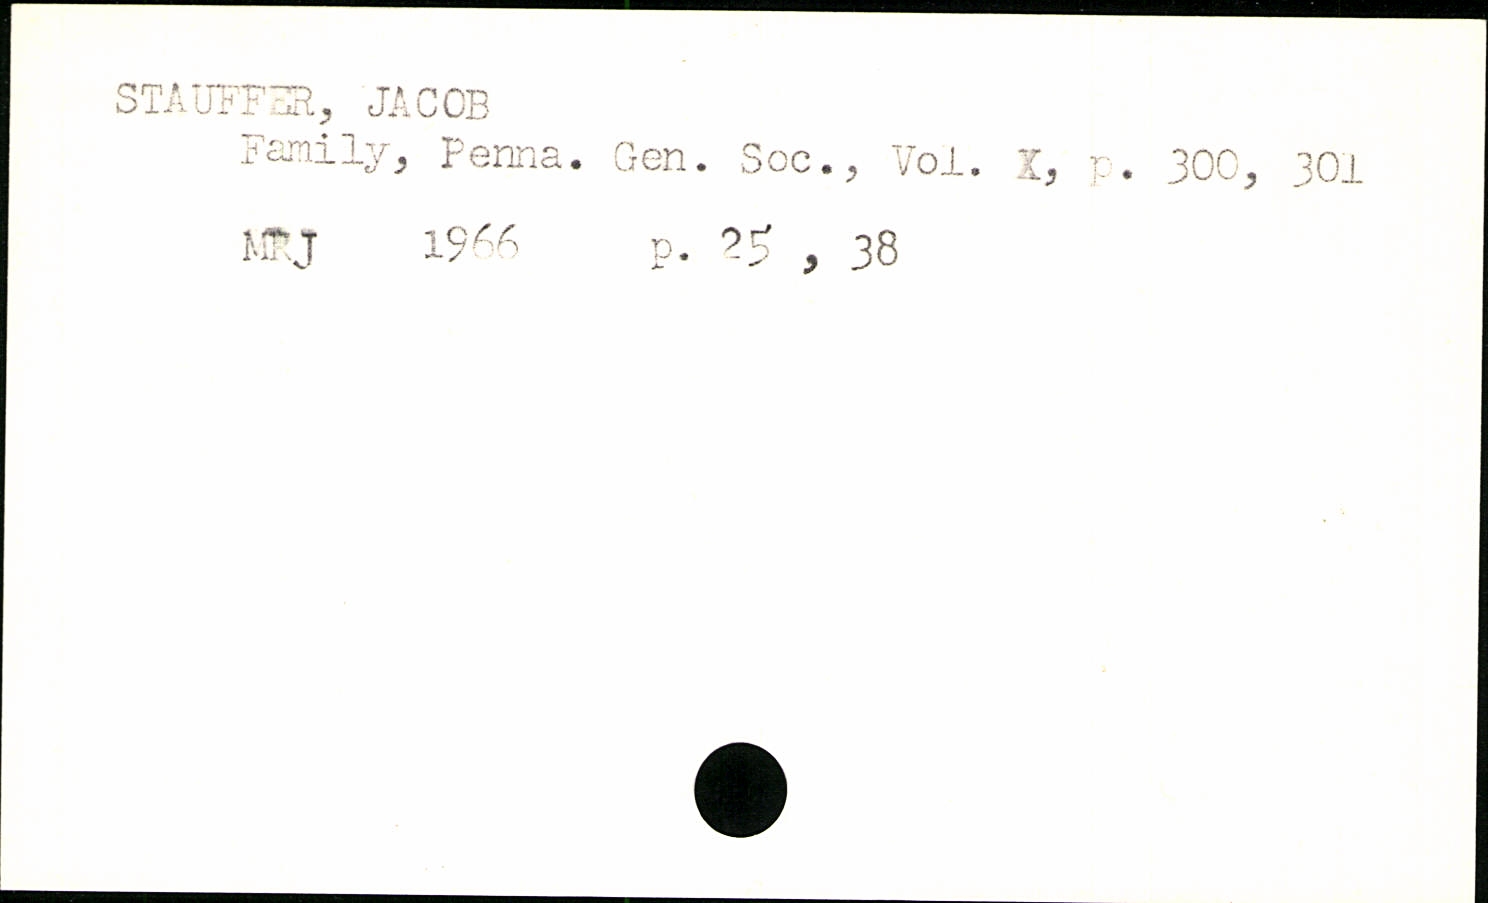 STAUFFER, JACOB
Family, Penna. Gen. Soc., Vol. X, p. 300, 301
MRJ 1966 p. 25 , 38